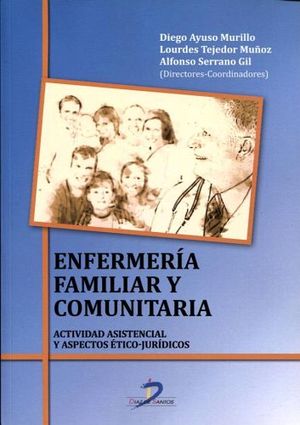 Diego Ayuso Murillo
Lourdes Tejedor Muñoz
Alfonso Serrano Gil
(Directores-Coordinadores)
ENFERMERÍA
FAMILIAR Y
COMUNITARIA
ACTIVIDAD ASISTENCIAL
Y ASPECTOS ÉTICO-JURÍDICOS
DIAZ DE SANTOS